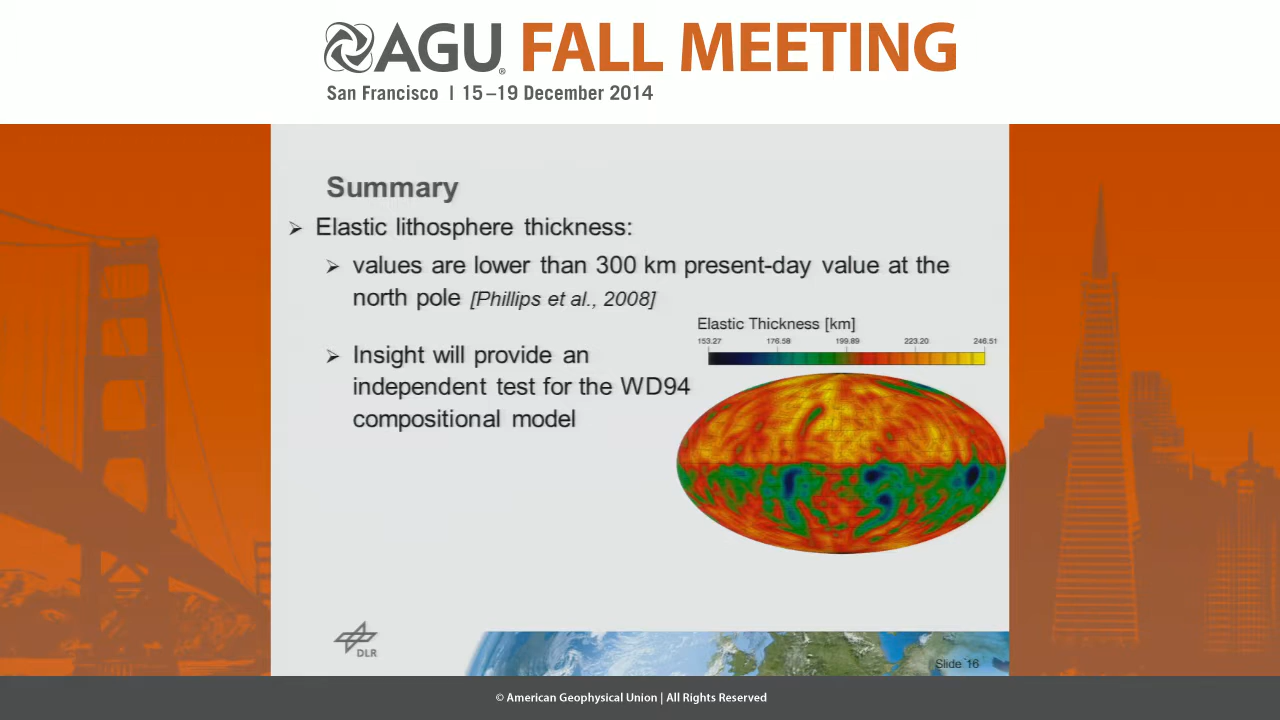 AGU FALL MEETING
San Francisco | 15–19 December 2014
Summary
Elastic lithosphere thickness:
values are lower than 300 km present-day value at the
north pole [Phillips et al., 2008]
Elastic Thickness [km]
153.27 176.58 199.89 223.20 246.51
Insight will provide an
independent test for the WD94
compositional model
DLR
Slide 16
© American Geophysical Union | All Rights Reserved